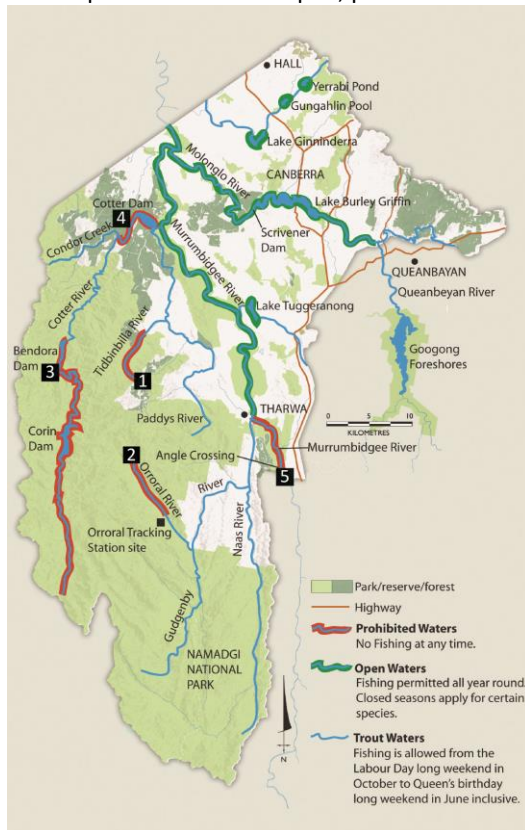 HALL
Yerrabi Pond
Gungahlin Pool
Lake Ginninderra
Molonglo River
CANBERRA
Lake Burley Griffin
Cotter Dam
4
Condor Creek
Scrivener
Dam
Murrumbidgee River
QUEANBEYAN
Queanbeyan River
Cotter River
Lake Tuggeranong
Tidbinbilla River
Bendora
Dam
3
1
Googong
Foreshores
Corin
Dam
Paddys River
THARWA
0 5 10
KILOMETRES
Murrumbidgee River
Angle Crossing
5
2
Orroral River
River
Naas River
Orroral Tracking
Station site
Gudgenby
NAMADGI
NATIONAL
PARK
N
Park/reserve/forest
Highway
Prohibited Waters
No Fishing at any time.
Open Waters
Fishing permitted all year round.
Closed seasons apply for certain
species.
Trout Waters
Fishing is allowed from the
Labour Day long weekend in
October to Queen's birthday
long weekend in June inclusive.